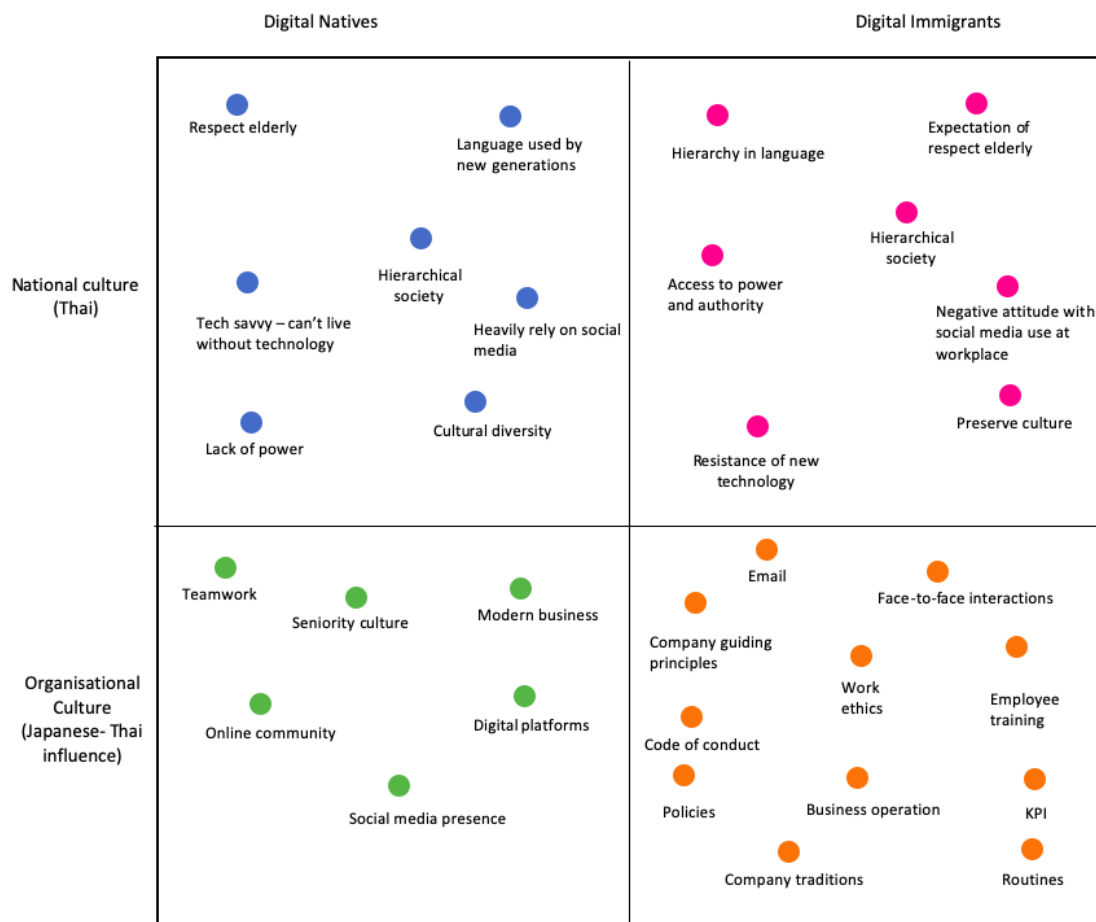 Digital Natives
Digital Immigrants
National culture
(Thai)
Respect elderly
Language used by
new generations
Hierarchical
society
Tech savvy – can't live
without technology
Heavily rely on social
media
Lack of power
Cultural diversity
Hierarchy in language
Expectation of
respect elderly
Hierarchical
society
Access to power
and authority
Negative attitude with
social media use at
workplace
Preserve culture
Resistance of new
technology
Organisational
Culture
(Japanese- Thai
influence)
Teamwork
Seniority culture
Modern business
Online community
Digital platforms
Social media presence
Email
Face-to-face interactions
Company guiding
principles
Work
ethics
Employee
training
Code of conduct
Policies
Business operation
KPI
Company traditions
Routines